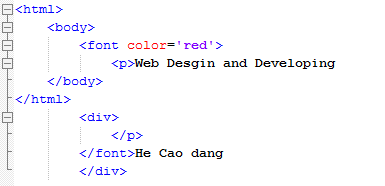 <html>
<body>
<font color='red'>
<p>Web Desgin and Developing
</body>
</html>
<div>
</p>
</font>He Cao dang
</div>